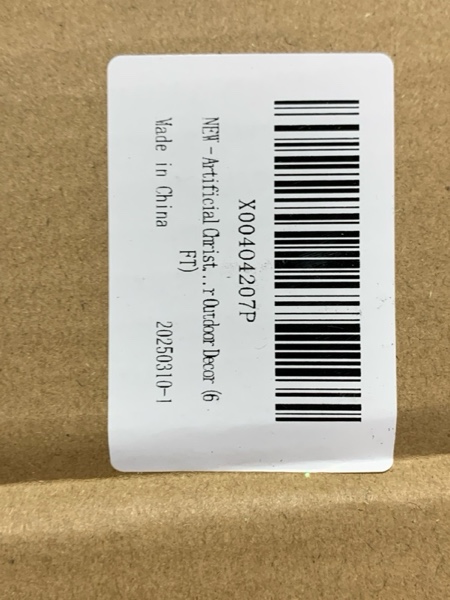 X00404207P
NEW - Artificial Christ...r Outdoor Decor (6
FT)
Made in China 20250310-1